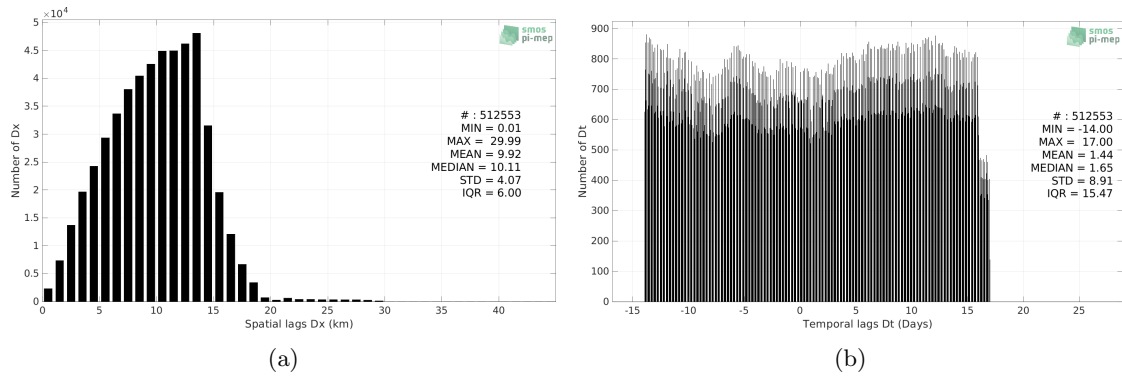 ×10⁴
5
4.5
4
3.5
3
2.5
2
1.5
1
0.5
0
Number of Dx
0 5 10 15 20 25 30 35 40
Spatial lags Dx (km)
smos
pi-mep
# : 512553
MIN = 0.01
MAX = 29.99
MEAN = 9.92
MEDIAN = 10.11
STD = 4.07
IQR = 6.00
(a)
900
800
700
600
500
400
300
200
100
0
Number of Dt
-15 -10 -5 0 5 10 15 20 25
Temporal lags Dt (Days)
smos
pi-mep
# : 512553
MIN = -14.00
MAX = 17.00
MEAN = 1.44
MEDIAN = 1.65
STD = 8.91
IQR = 15.47
(b)